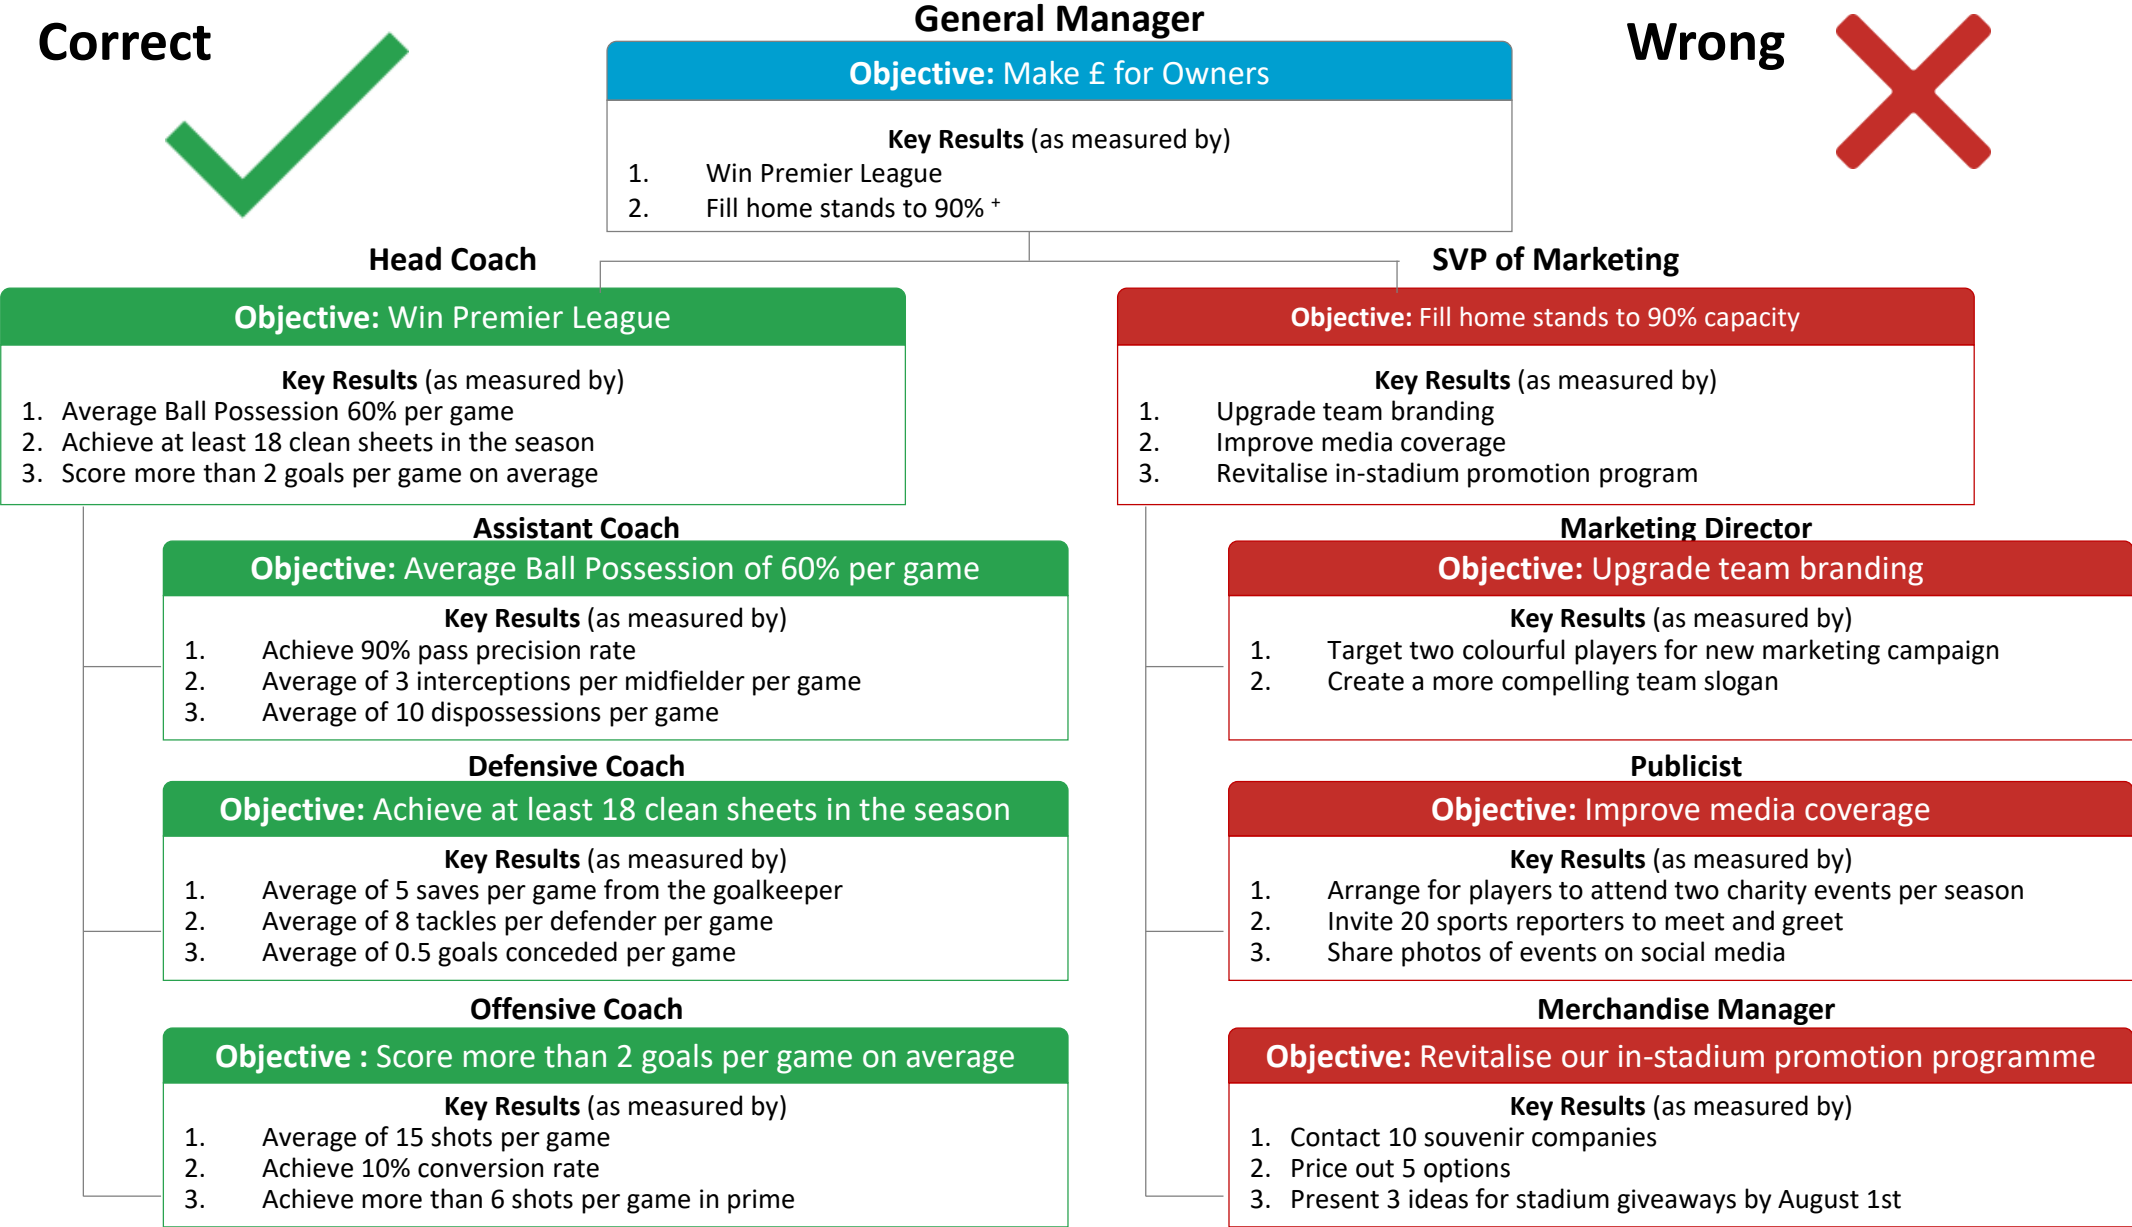 Correct
General Manager
Wrong
Objective: Make £ for Owners
Key Results (as measured by)
1. Win Premier League
2. Fill home stands to 90% +
Head Coach
Objective: Win Premier League
Key Results (as measured by)
1. Average Ball Possession 60% per game
2. Achieve at least 18 clean sheets in the season
3. Score more than 2 goals per game on average
Assistant Coach
Objective: Average Ball Possession of 60% per game
Key Results (as measured by)
1. Achieve 90% pass precision rate
2. Average of 3 interceptions per midfielder per game
3. Average of 10 dispossessions per game
Defensive Coach
Objective: Achieve at least 18 clean sheets in the season
Key Results (as measured by)
1. Average of 5 saves per game from the goalkeeper
2. Average of 8 tackles per defender per game
3. Average of 0.5 goals conceded per game
Offensive Coach
Objective : Score more than 2 goals per game on average
Key Results (as measured by)
1. Average of 15 shots per game
2. Achieve 10% conversion rate
3. Achieve more than 6 shots per game in prime
SVP of Marketing
Objective: Fill home stands to 90% capacity
Key Results (as measured by)
1. Upgrade team branding
2. Improve media coverage
3. Revitalise in-stadium promotion program
Marketing Director
Objective: Upgrade team branding
Key Results (as measured by)
1. Target two colourful players for new marketing campaign
2. Create a more compelling team slogan
Publicist
Objective: Improve media coverage
Key Results (as measured by)
1. Arrange for players to attend two charity events per season
2. Invite 20 sports reporters to meet and greet
3. Share photos of events on social media
Merchandise Manager
Objective: Revitalise our in-stadium promotion programme
Key Results (as measured by)
1. Contact 10 souvenir companies
2. Price out 5 options
3. Present 3 ideas for stadium giveaways by August 1st